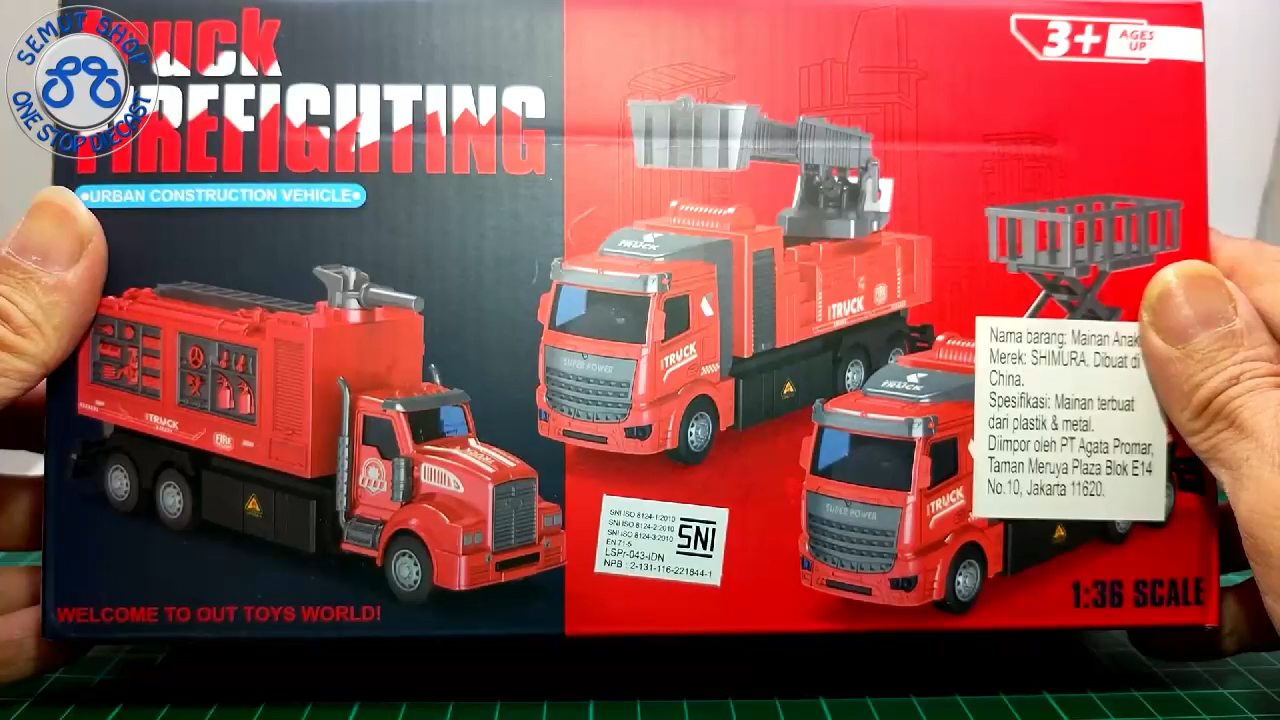 SEMUT SHOP
ONE STOP DIECAST
Truck
FIREFIGHTING
•URBAN CONSTRUCTION VEHICLE•
3+ AGES UP
TRUCK
SUPER POWER
TRUCK
TRUCK
TRUCK
FIRE
TRUCK
SUPER POWER
TRUCK
Nama barang: Mainan Anak
Merek: SHIMURA. Dibuat di
China.
Spesifikasi: Mainan terbuat
dari plastik & metal.
Diimpor oleh PT Agata Promar,
Taman Meruya Plaza Blok E14
No.10, Jakarta 11620.
SNI ISO 8124-1:2010
SNI ISO 8124-2:2010
SNI ISO 8124-3:2010
EN 71-5
LSPr-043-IDN
NPB : 2-131-116-221844-1
SNI
WELCOME TO OUT TOYS WORLD!
1:36 SCALE